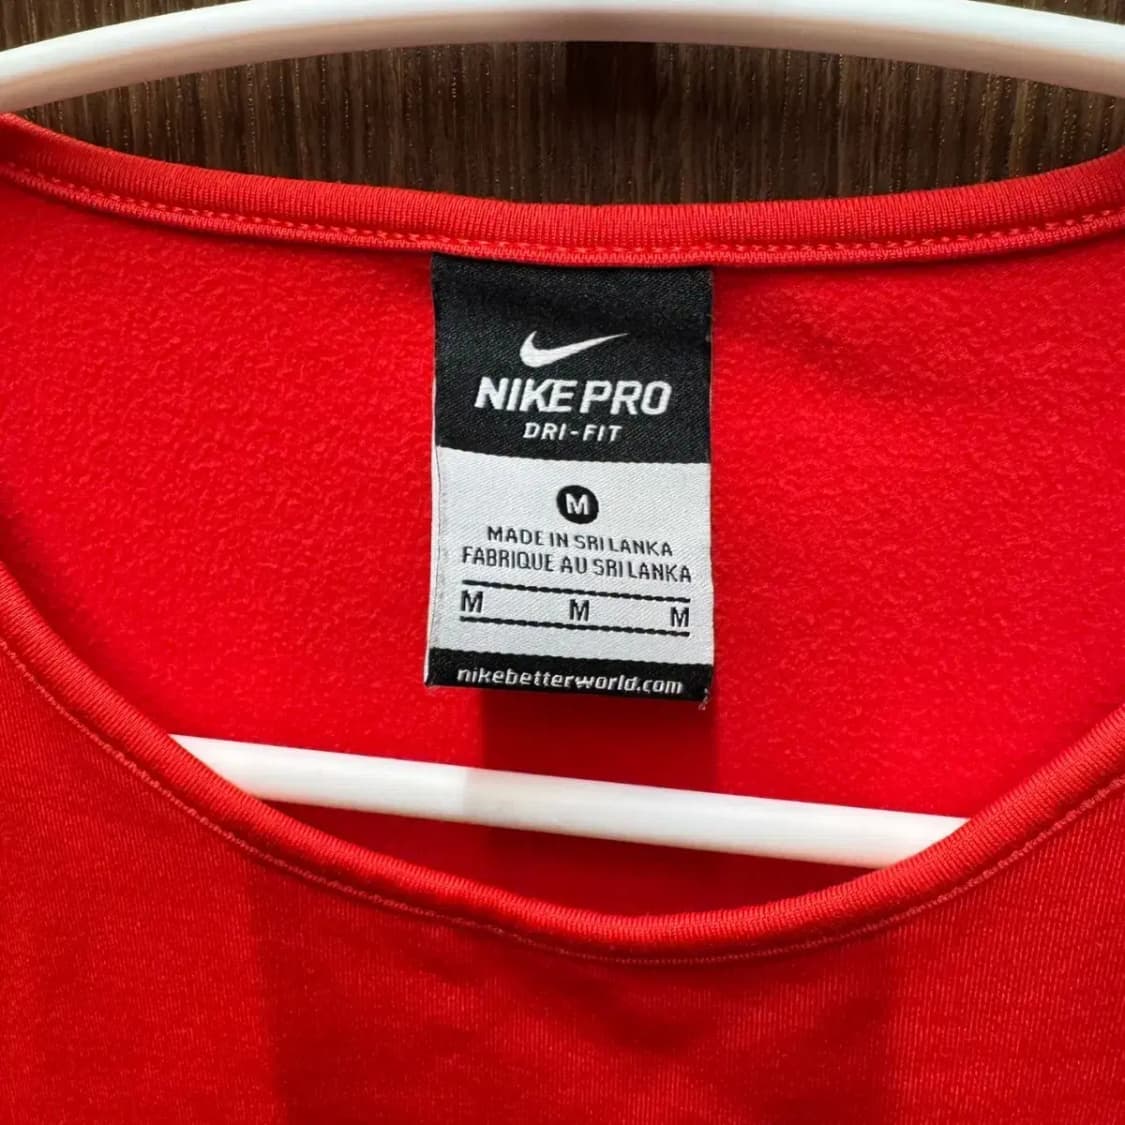 NIKE PRO
DRI-FIT
M
MADE IN SRI LANKA
FABRIQUE AU SRI LANKA
M M M
nikebetterworld.com